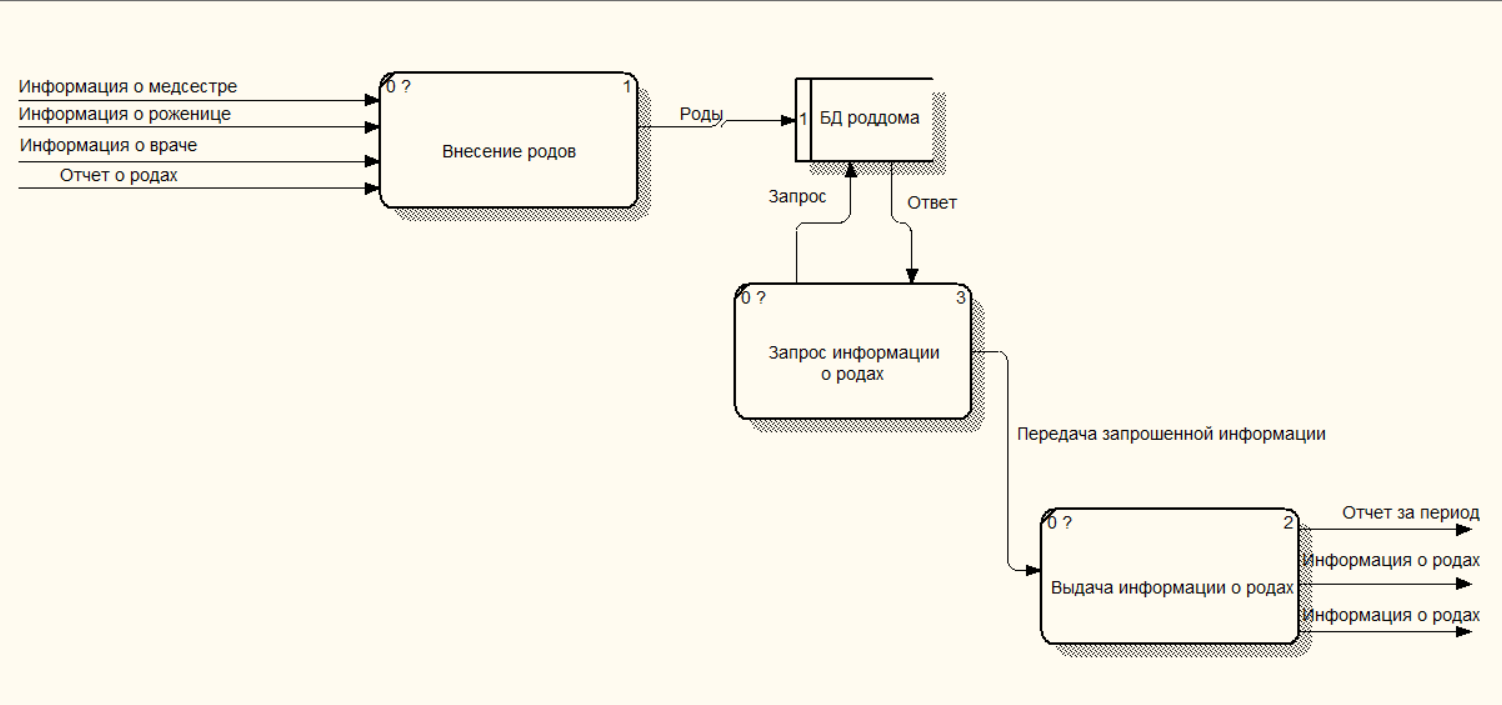 Информация о медсестре
Информация о роженице
Информация о враче
Отчет о родах
0 ?
1
Внесение родов
Роды
1
БД роддома
Запрос
Ответ
0 ?
3
Запрос информации
о родах
Передача запрошенной информации
0 ?
2
Выдача информации о родах
Отчет за период
Информация о родах
Информация о родах